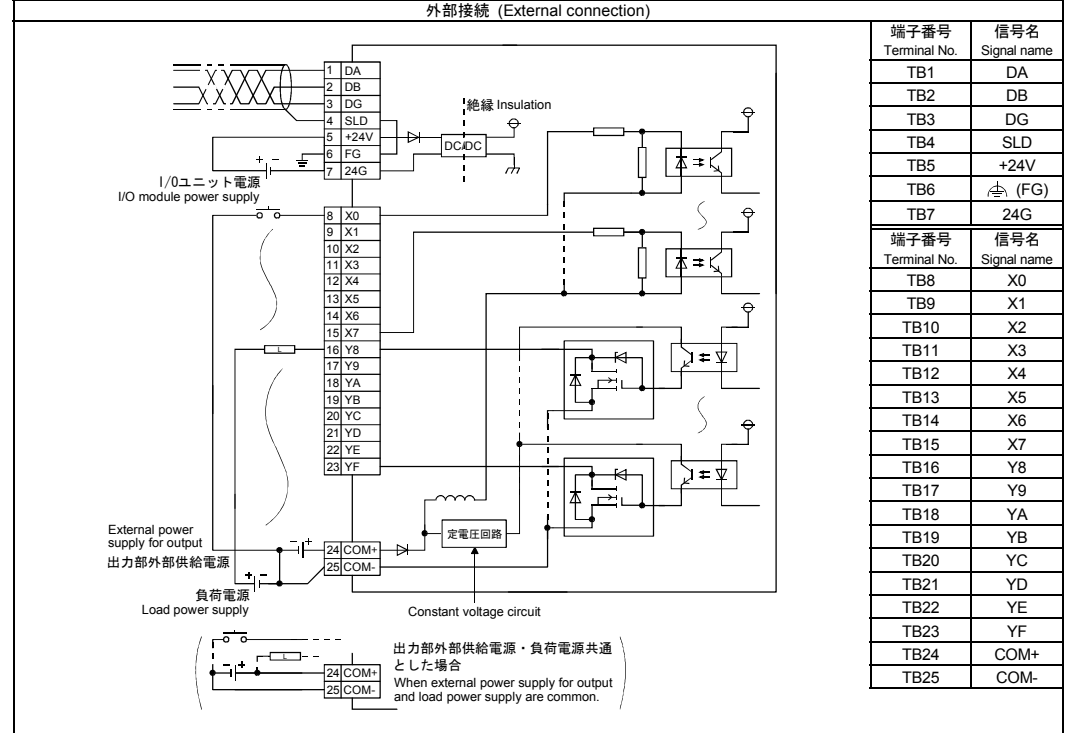 外部接続 (External connection)
1 DA
2 DB
3 DG
4 SLD
5 +24V
6 FG
7 24G
絶縁 Insulation
DC/DC
+ -
I/Oユニット電源
I/O module power supply
8 X0
9 X1
10 X2
11 X3
12 X4
13 X5
14 X6
15 X7
16 Y8
17 Y9
18 YA
19 YB
20 YC
21 YD
22 YE
23 YF
L
External power
supply for output
出力部外部供給電源
- +
24 COM+
25 COM-
定電圧回路
+ -
負荷電源
Load power supply
Constant voltage circuit
L
- +
24 COM+
25 COM-
出力部外部供給電源・負荷電源共通
とした場合
When external power supply for output
and load power supply are common.
端子番号 信号名
Terminal No. Signal name
TB1 DA
TB2 DB
TB3 DG
TB4 SLD
TB5 +24V
TB6 (FG)
TB7 24G
端子番号 信号名
Terminal No. Signal name
TB8 X0
TB9 X1
TB10 X2
TB11 X3
TB12 X4
TB13 X5
TB14 X6
TB15 X7
TB16 Y8
TB17 Y9
TB18 YA
TB19 YB
TB20 YC
TB21 YD
TB22 YE
TB23 YF
TB24 COM+
TB25 COM-